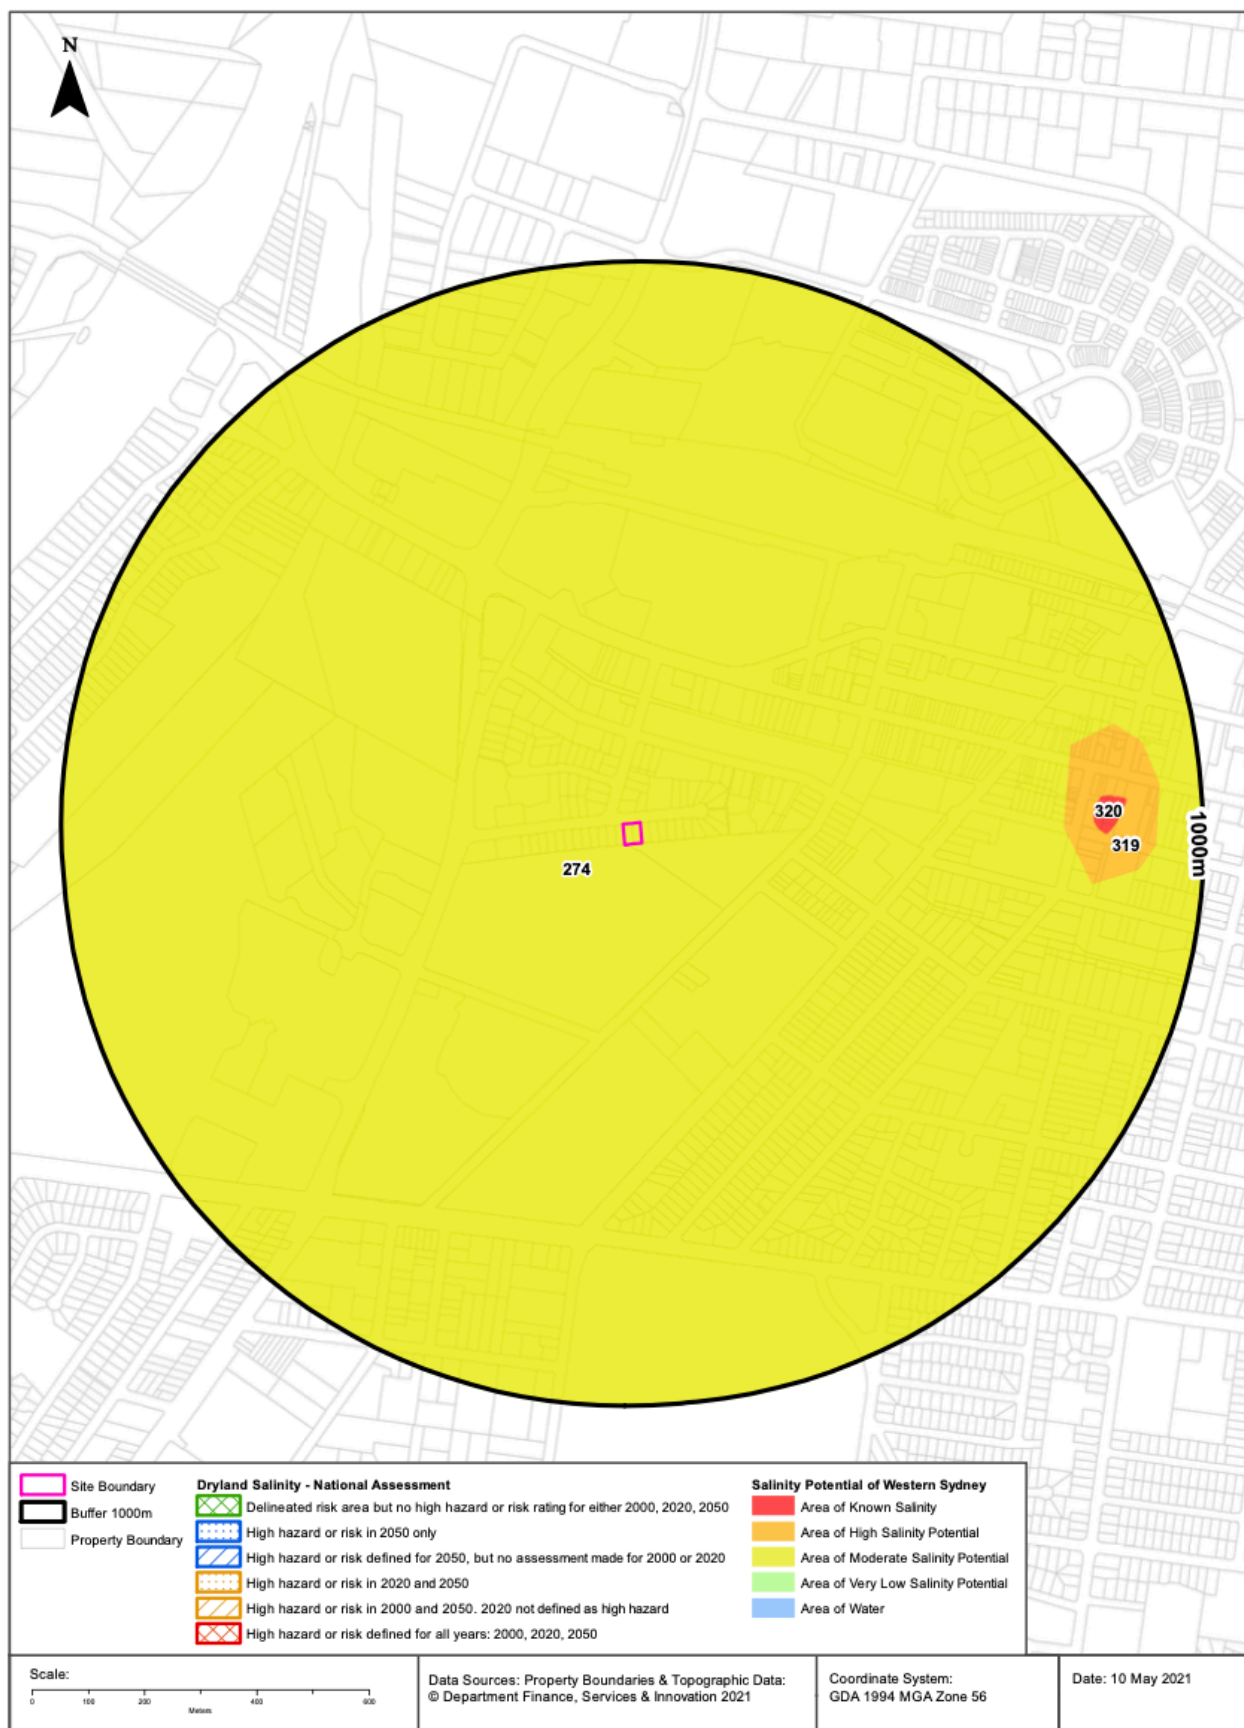 N
320
319
1000m
274
Site Boundary
Buffer 1000m
Property Boundary
Dryland Salinity - National Assessment
Delineated risk area but no high hazard or risk rating for either 2000, 2020, 2050
High hazard or risk in 2050 only
High hazard or risk defined for 2050, but no assessment made for 2000 or 2020
High hazard or risk in 2020 and 2050
High hazard or risk in 2000 and 2050. 2020 not defined as high hazard
High hazard or risk defined for all years: 2000, 2020, 2050
Salinity Potential of Western Sydney
Area of Known Salinity
Area of High Salinity Potential
Area of Moderate Salinity Potential
Area of Very Low Salinity Potential
Area of Water
Scale:
0 100 200 400 600
Meters
Data Sources: Property Boundaries & Topographic Data:
© Department Finance, Services & Innovation 2021
Coordinate System:
GDA 1994 MGA Zone 56
Date: 10 May 2021